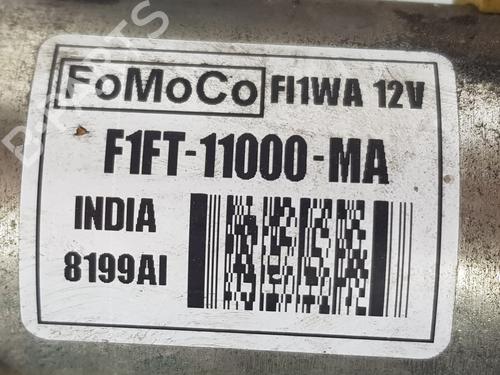 FoMoCo FI1WA 12V
F1FT-11000-MA
INDIA
8199AI